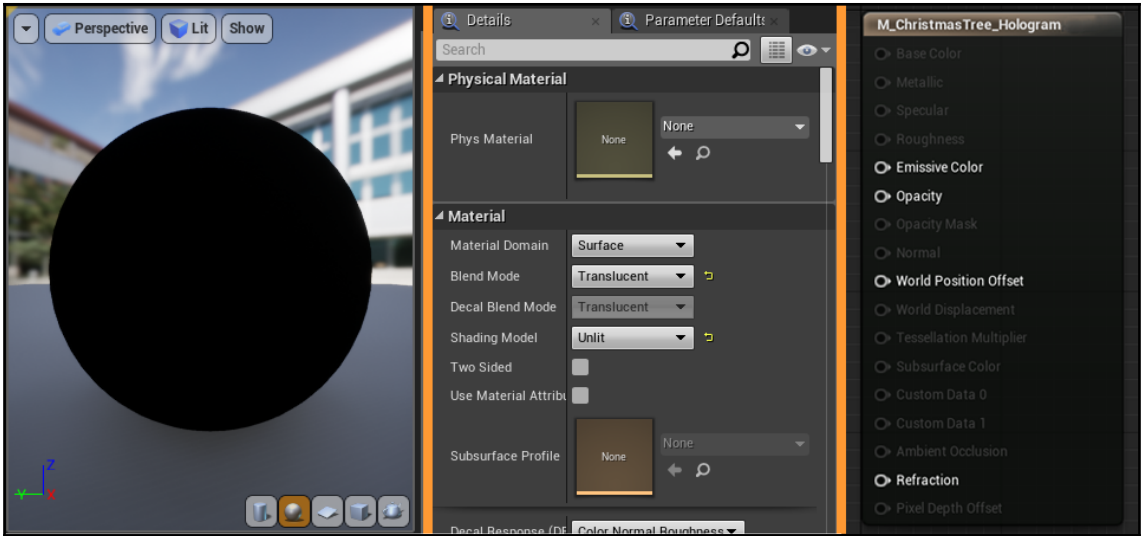 Perspective
Lit
Show
Z
Y
X
Details
Parameter Defaults
Search
Physical Material
Phys Material
None
None
Material
Material Domain
Surface
Blend Mode
Translucent
Decal Blend Mode
Translucent
Shading Model
Unlit
Two Sided
Use Material Attribu
Subsurface Profile
None
None
Decal Response (DB
Color Normal Roughness
M_ChristmasTree_Hologram
Base Color
Metallic
Specular
Roughness
Emissive Color
Opacity
Opacity Mask
Normal
World Position Offset
World Displacement
Tessellation Multiplier
Subsurface Color
Custom Data 0
Custom Data 1
Ambient Occlusion
Refraction
Pixel Depth Offset